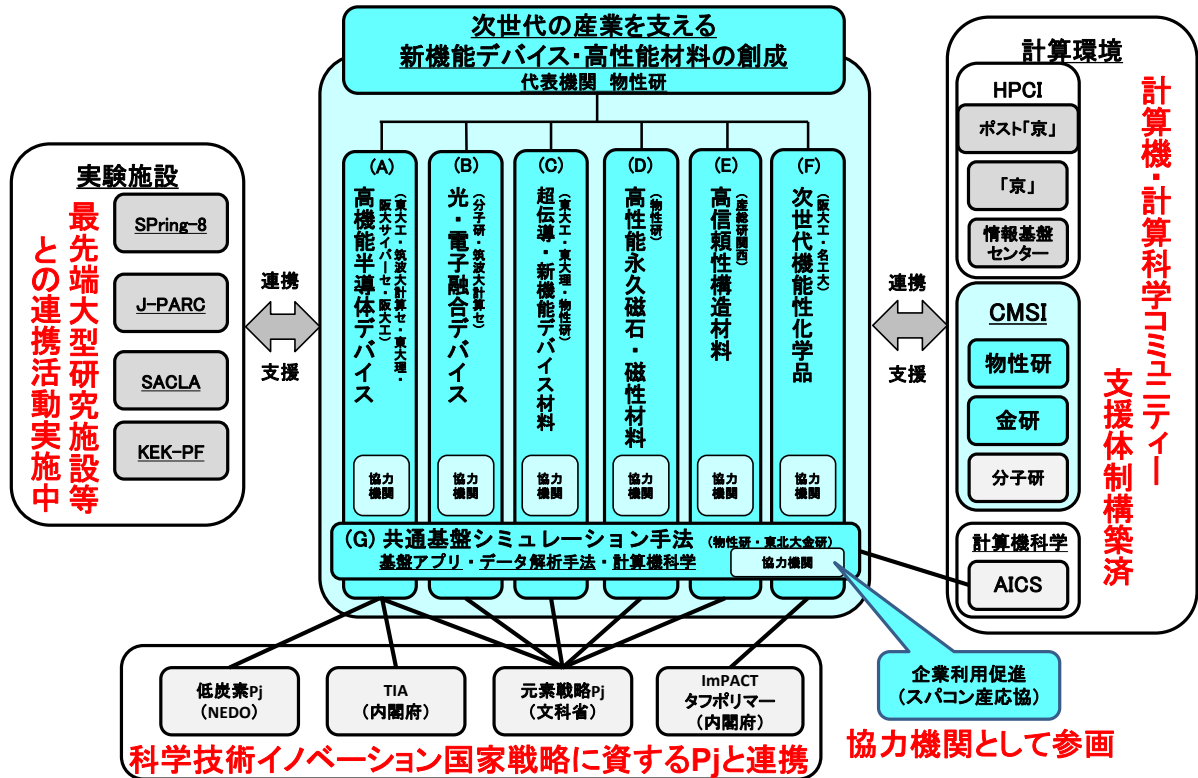 次世代の産業を支える
新機能デバイス・高性能材料の創成
代表機関 物性研
実験施設
SPring-8
J-PARC
SACLA
KEK-PF
最先端大型研究施設等
との連携活動実施中
連携
支援
(A)
高機能半導体デバイス
(東大工・筑波大計算セ・東大理・
阪大サイバーセ・阪大工)
協力
機関
(B)
光・電子融合デバイス
(分子研・筑波大計算セ)
協力
機関
(C)
超伝導・新機能デバイス材料
(東大工・東大理・物性研)
協力
機関
(D)
高性能永久磁石・磁性材料
(物性研)
協力
機関
(E)
高信頼性構造材料
(産総研関西)
協力
機関
(F)
次世代機能性化学品
(阪大工・名工大)
協力
機関
(G) 共通基盤シミュレーション手法 (物性研・東北大金研)
基盤アプリ・データ解析手法・計算機科学
協力機関
連携
支援
計算環境
HPCI
ポスト「京」
「京」
情報基盤
センター
CMSI
物性研
金研
分子研
計算機科学
AICS
計算機・計算科学コミュニティー
支援体制構築済
低炭素Pj
(NEDO)
TIA
(内閣府)
元素戦略Pj
(文科省)
ImPACT
タフポリマー
(内閣府)
科学技術イノベーション国家戦略に資するPjと連携
企業利用促進
(スパコン産応協)
協力機関として参画